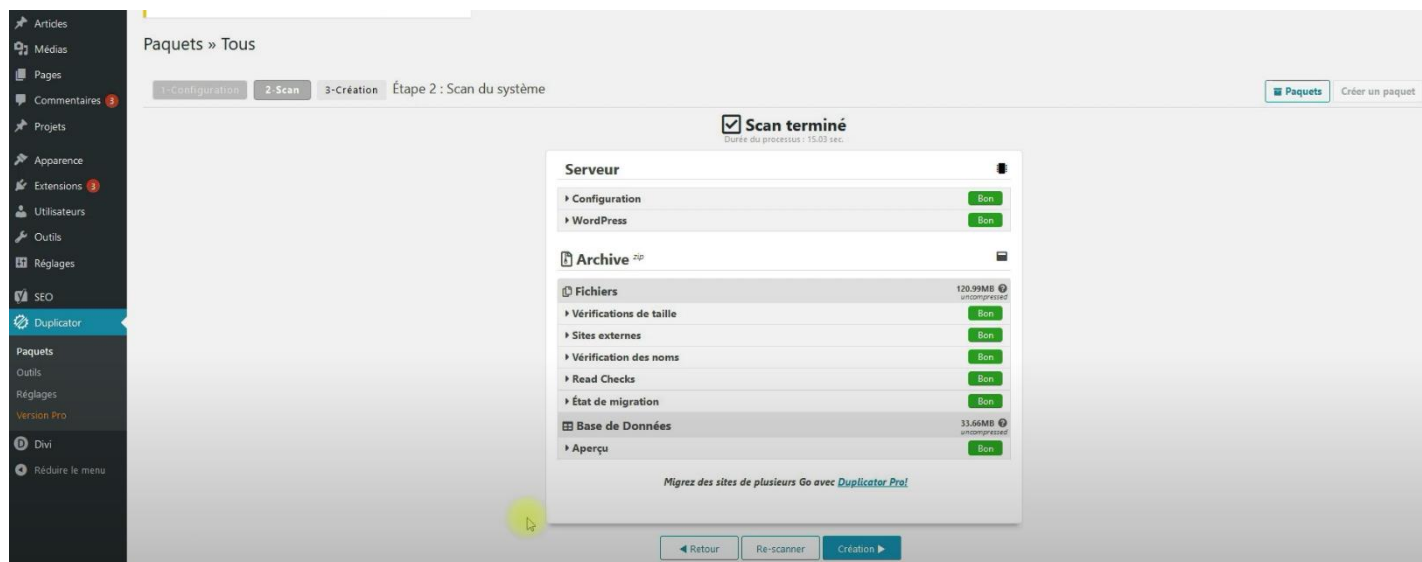 Articles
Médias
Pages
Commentaires 3
Projets
Apparence
Extensions 3
Utilisateurs
Outils
Réglages
SEO
Duplicator
Paquets
Outils
Réglages
Version Pro
Divi
Réduire le menu
Paquets » Tous
1-Configuration 2-Scan 3-Création Étape 2 : Scan du système
Paquets Créer un paquet
Scan terminé
Durée du processus : 15.03 sec.
Serveur
Configuration Bon
WordPress Bon
Archive zip
Fichiers 120.99MB
uncompressed
Vérifications de taille Bon
Sites externes Bon
Vérification des noms Bon
Read Checks Bon
État de migration Bon
Base de Données 33.66MB
uncompressed
Aperçu Bon
Migrez des sites de plusieurs Go avec Duplicator Pro!
Retour Re-scanner Création